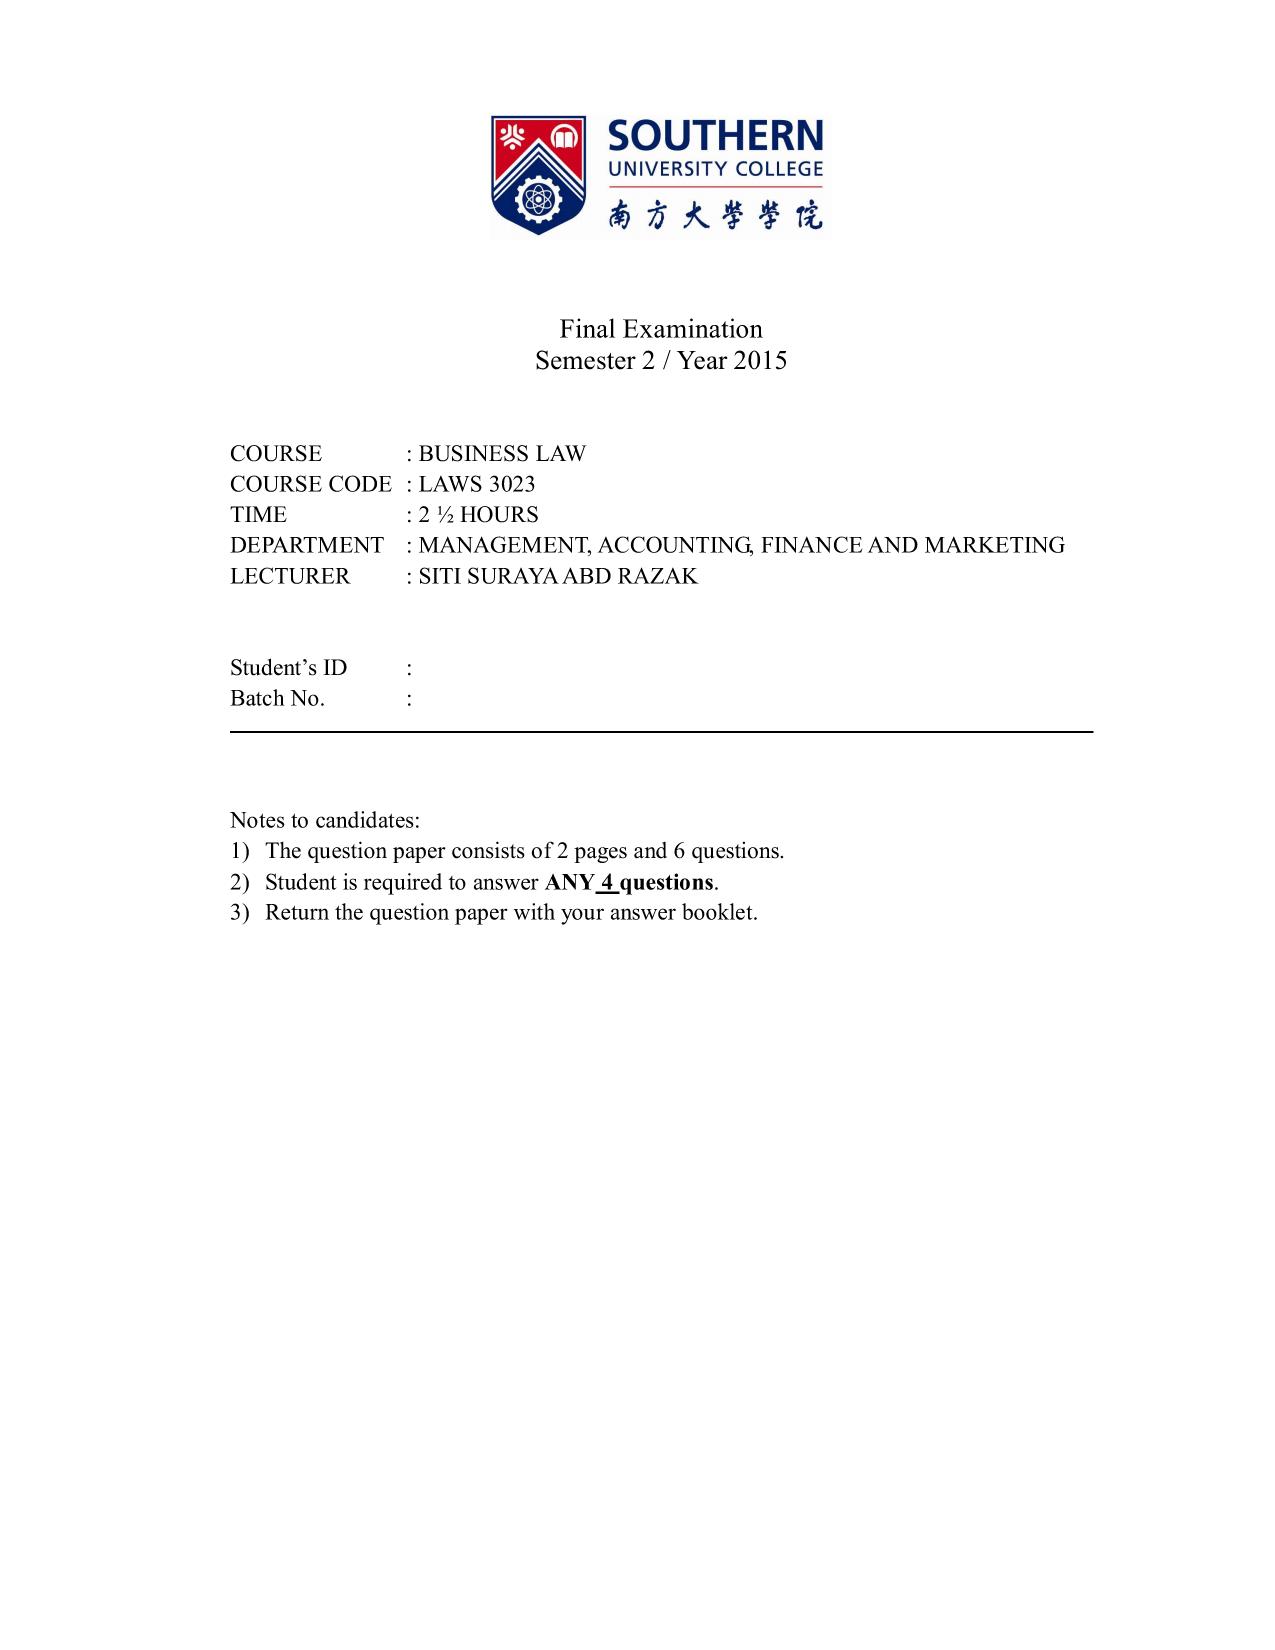 SOUTHERN
UNIVERSITY COLLEGE
南方大學學院
Final Examination
Semester 2 / Year 2015
COURSE : BUSINESS LAW
COURSE CODE : LAWS 3023
TIME : 2 ½ HOURS
DEPARTMENT : MANAGEMENT, ACCOUNTING, FINANCE AND MARKETING
LECTURER : SITI SURAYA ABD RAZAK
Student’s ID :
Batch No. :
Notes to candidates:
1) The question paper consists of 2 pages and 6 questions.
2) Student is required to answer ANY 4 questions.
3) Return the question paper with your answer booklet.